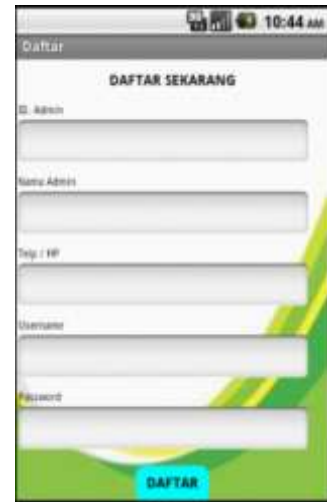 10:44 AM
Daftar
DAFTAR SEKARANG
ID. Admin
Nama Admin
Telp / HP
Username
Password
DAFTAR